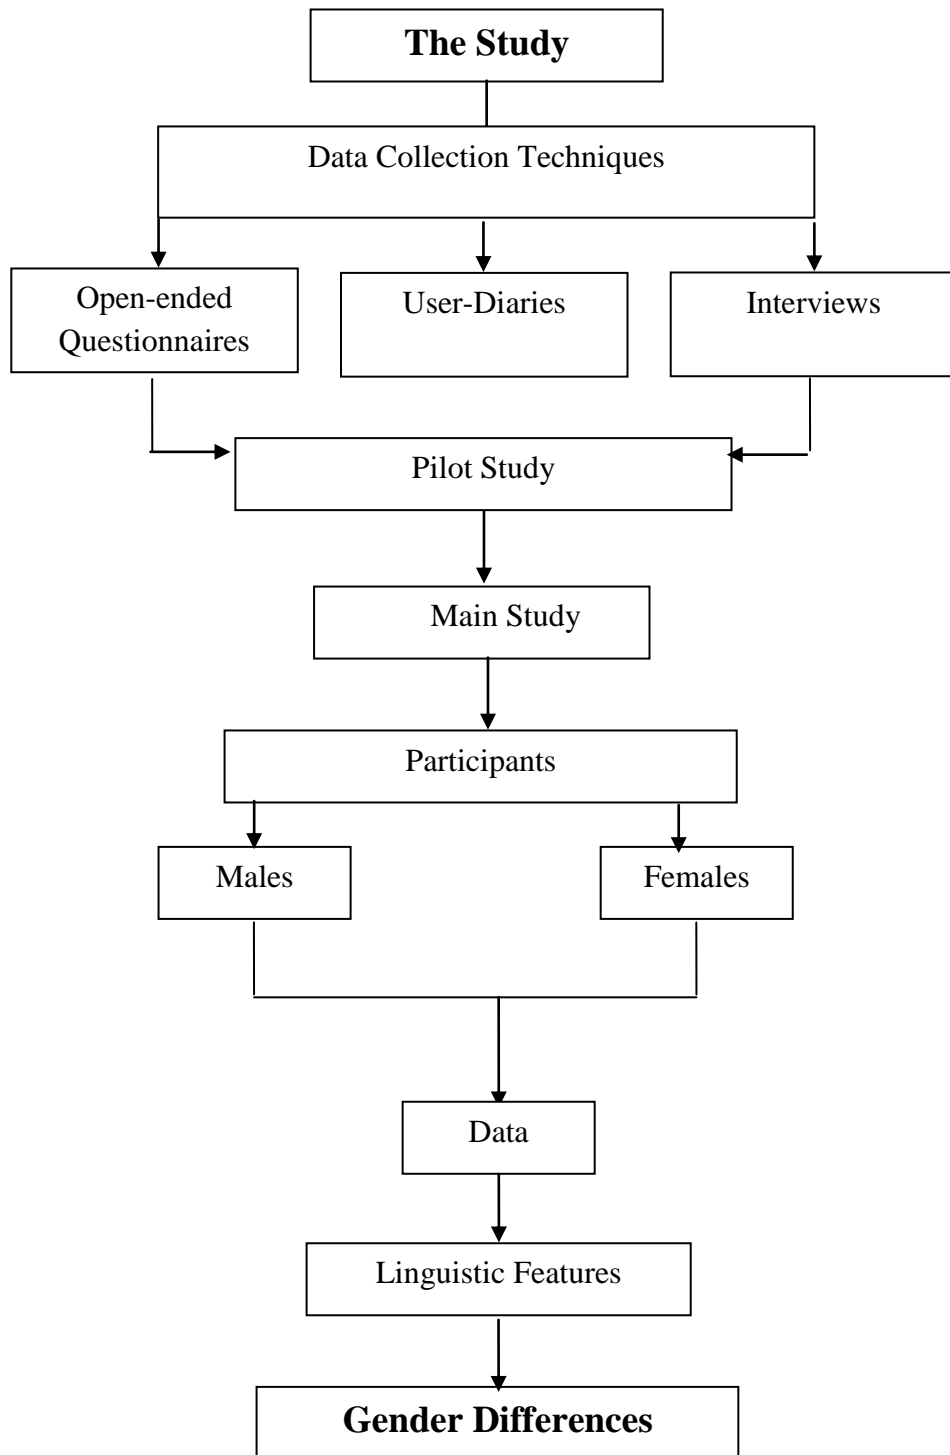 The Study
Data Collection Techniques
Open-ended
Questionnaires
User-Diaries
Interviews
Pilot Study
Main Study
Participants
Males
Females
Data
Linguistic Features
Gender Differences